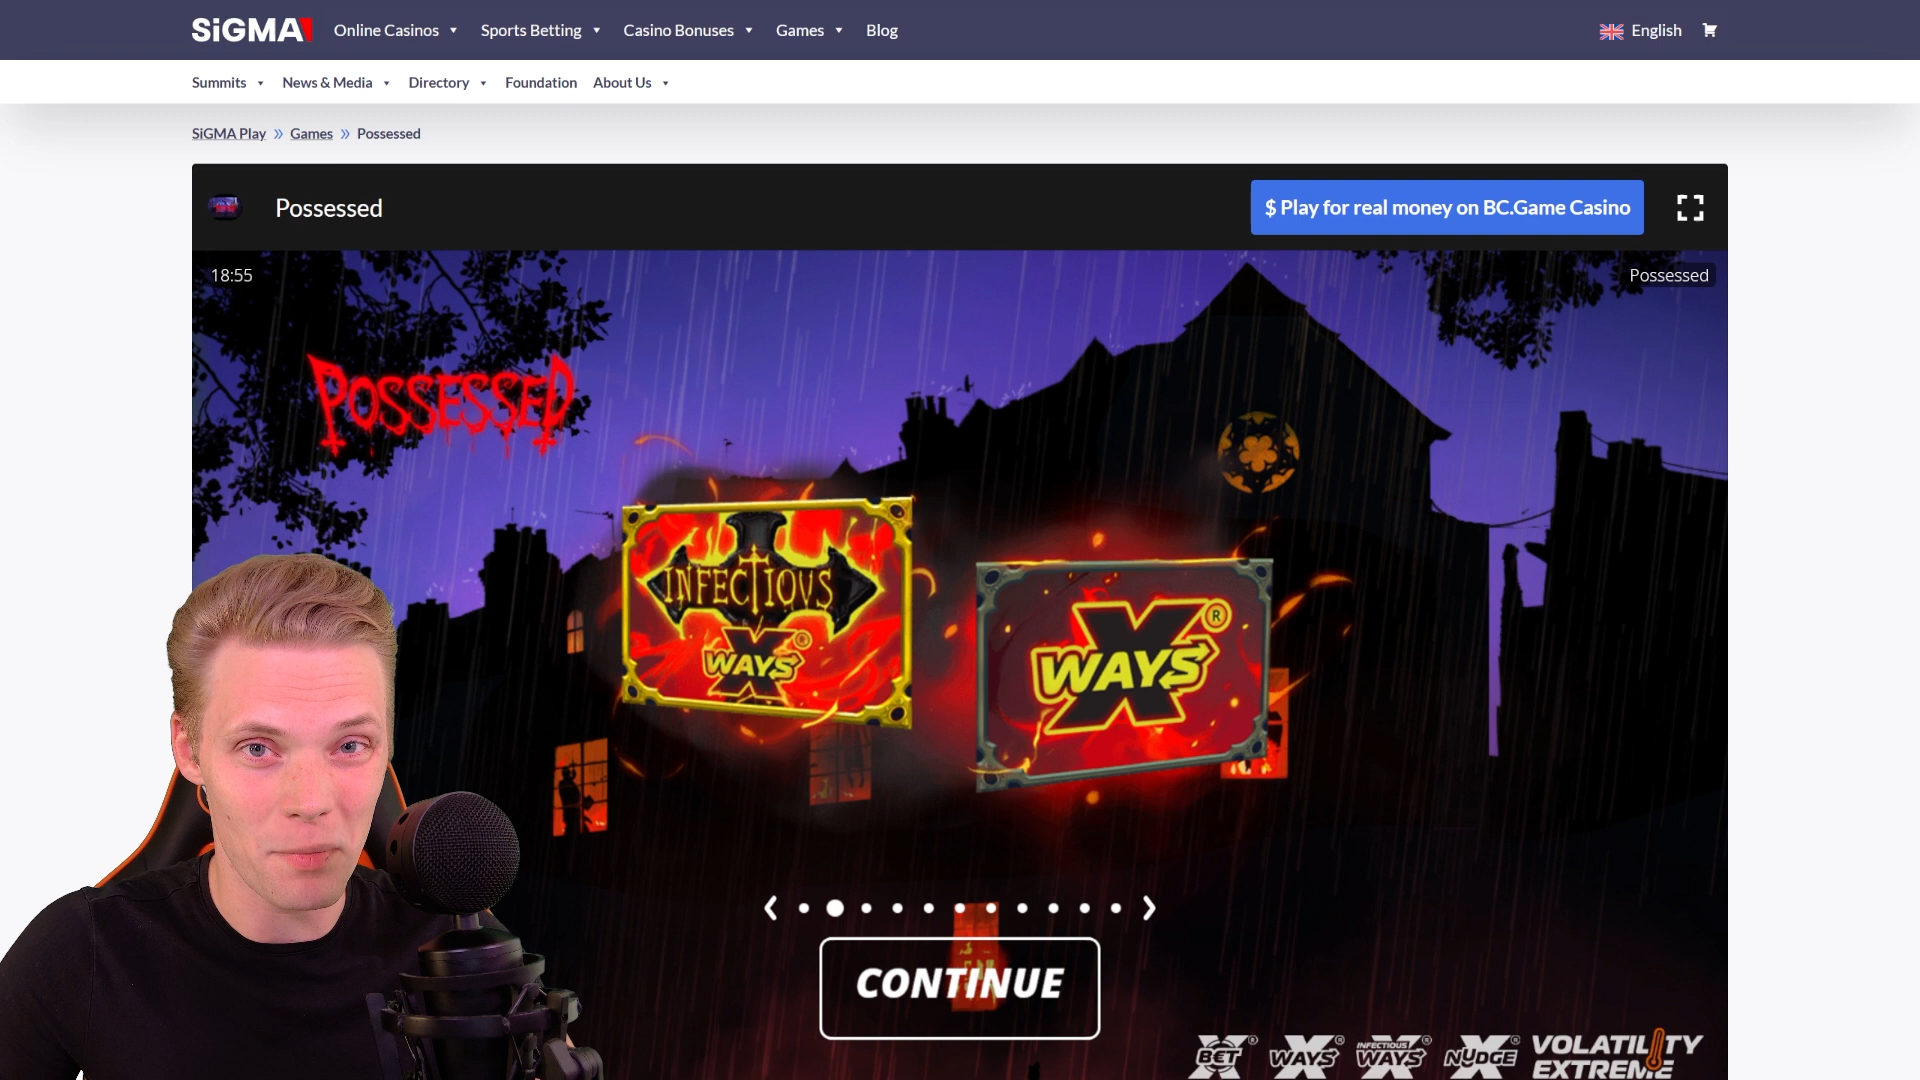 SiGMA
Online Casinos
Sports Betting
Casino Bonuses
Games
Blog
English
Summits
News & Media
Directory
Foundation
About Us
SiGMA Play » Games » Possessed
Possessed
$ Play for real money on BC.Game Casino
18:55
Possessed
POSSESSED
INFECTIOUS
X WAYS®
X WAYS®
CONTINUE
X BET®
X WAYS®
INFECTIOUS X WAYS®
X NUDGE®
VOLATILITY
EXTREME